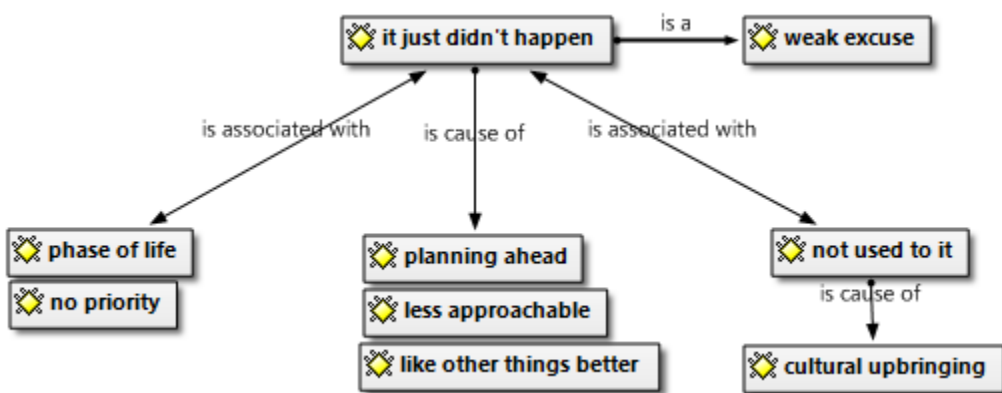 it just didn't happen
is a
weak excuse
is associated with
is cause of
is associated with
phase of life
planning ahead
not used to it
no priority
less approachable
is cause of
like other things better
cultural upbringing